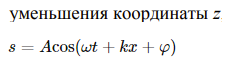 уменьшения координаты z
s = Acos(ωt + kx + φ)